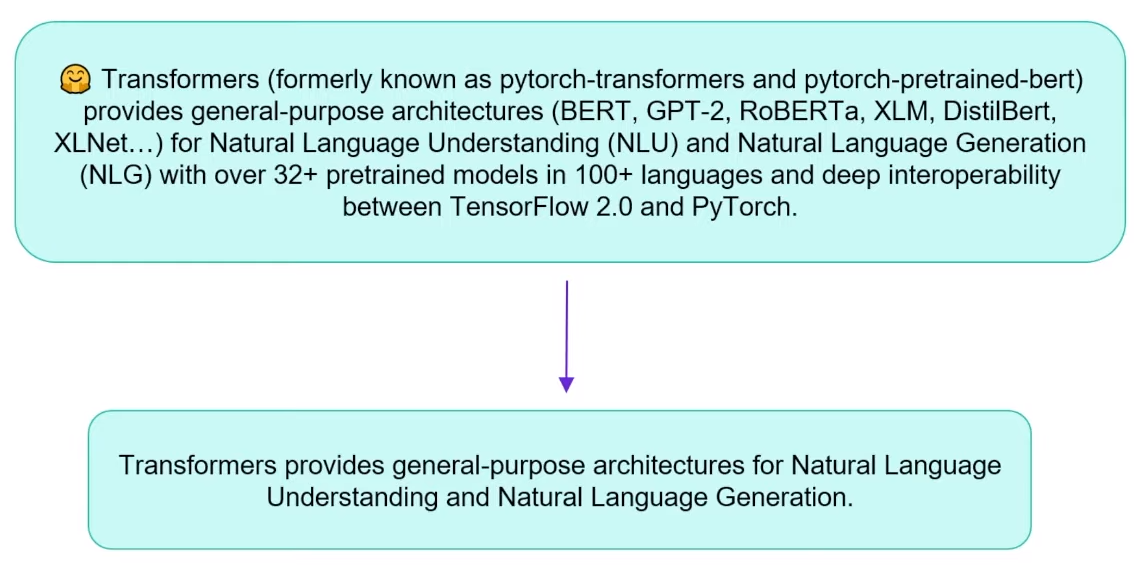 🤗 Transformers (formerly known as pytorch-transformers and pytorch-pretrained-bert)
provides general-purpose architectures (BERT, GPT-2, RoBERTa, XLM, DistilBert,
XLNet…) for Natural Language Understanding (NLU) and Natural Language Generation
(NLG) with over 32+ pretrained models in 100+ languages and deep interoperability
between TensorFlow 2.0 and PyTorch.
Transformers provides general-purpose architectures for Natural Language
Understanding and Natural Language Generation.